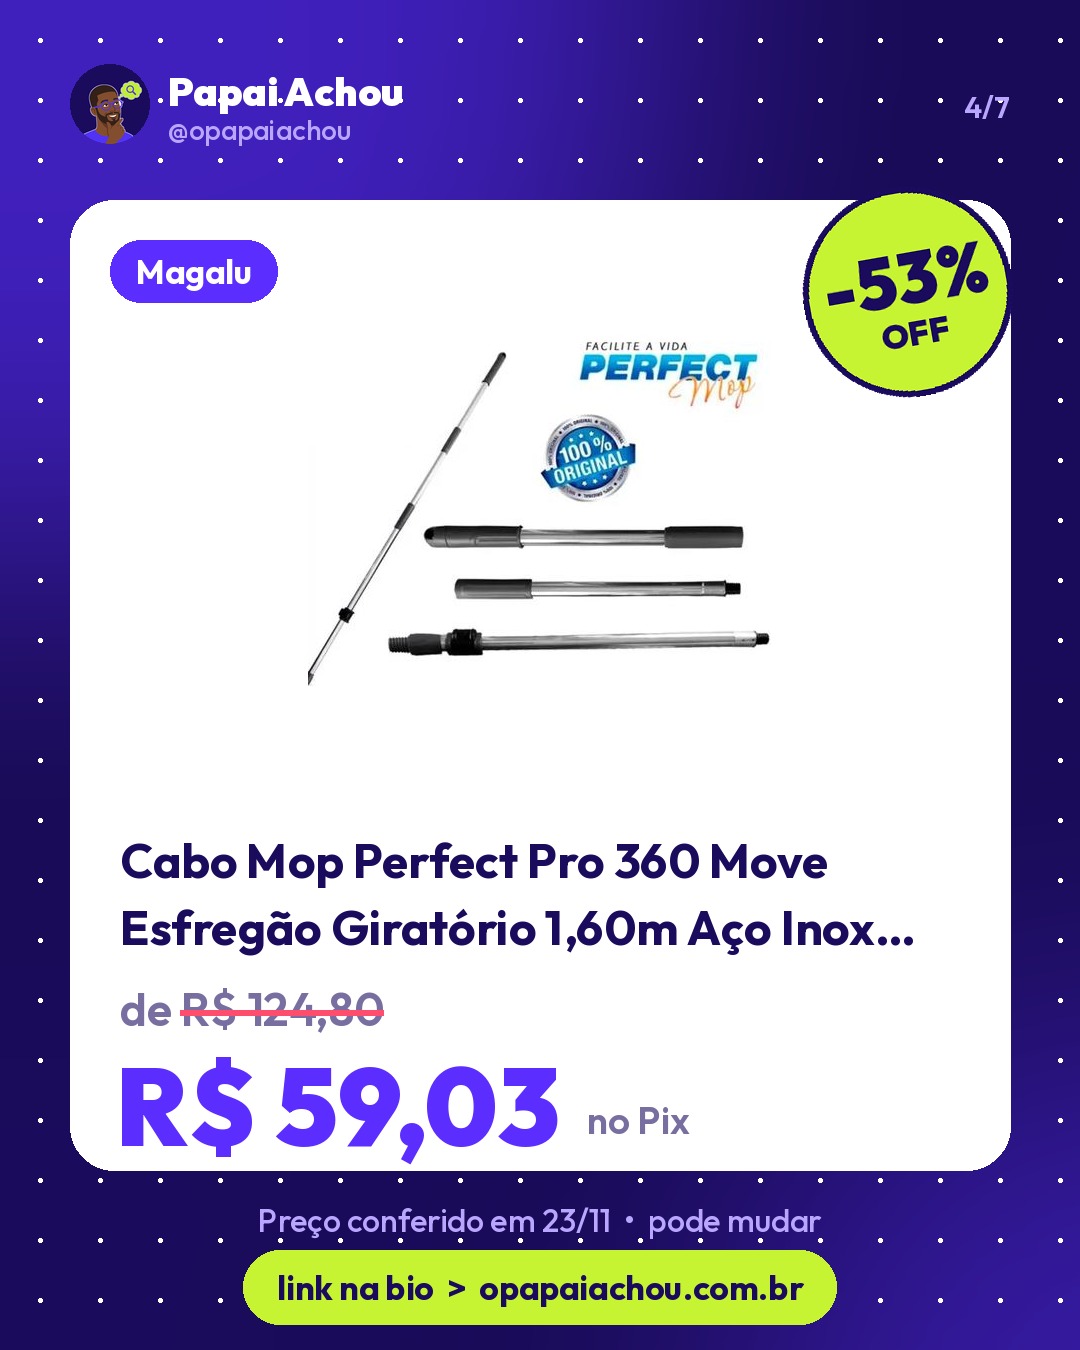 PapaiAchou
@opapaiachou
4/7
Magalu
-53%
OFF
FACILITE A VIDA
PERFECT
Mop
100 %
ORIGINAL
Cabo Mop Perfect Pro 360 Move
Esfregão Giratório 1,60m Aço Inox...
de R$ 124,80
R$ 59,03 no Pix
Preço conferido em 23/11 • pode mudar
link na bio > opapaiachou.com.br